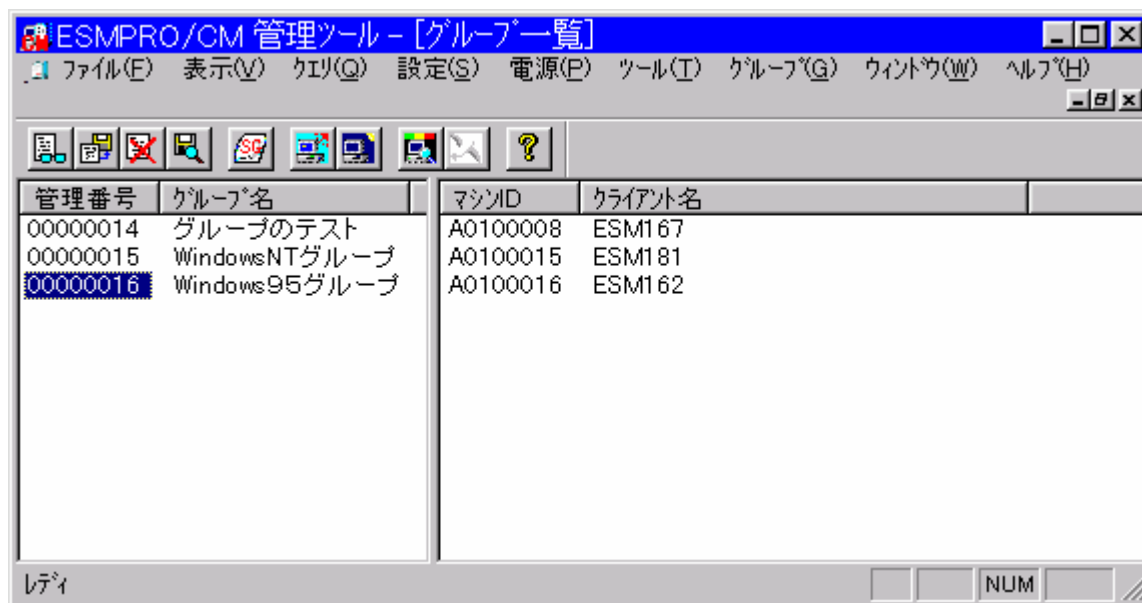 ESMPRO/CM 管理ツール - [グループ一覧]
ファイル(F) 表示(V) クエリ(Q) 設定(S) 電源(P) ツール(T) グループ(G) ウィンドウ(W) ヘルプ(H)
SG ?
管理番号 グループ名 マシンID クライアント名
00000014 グループのテスト A0100008 ESM167
00000015 WindowsNTグループ A0100015 ESM181
00000016 Windows95グループ A0100016 ESM162
レディ NUM